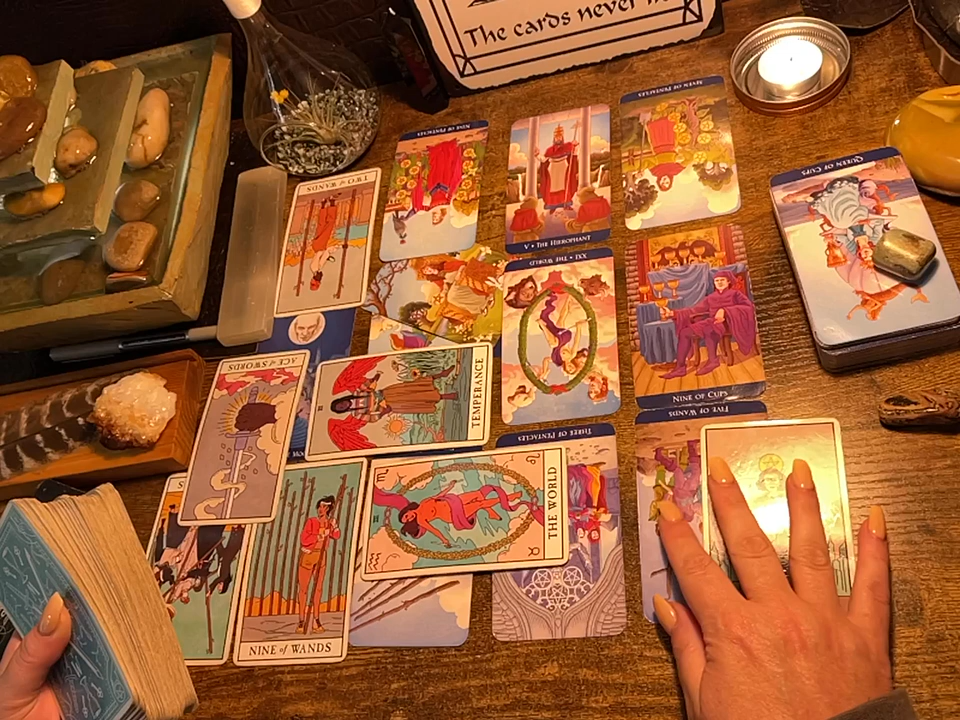 The cards never
SEVEN OF PENTACLES
NINE OF PENTACLES
TWO OF WANDS
V • THE HIEROPHANT
QUEEN OF CUPS
XXI • THE WORLD
ACE of SWORDS
TEMPERANCE
NINE OF CUPS
FIVE OF WANDS
THREE OF PENTACLES
THE WORLD
NINE of WANDS